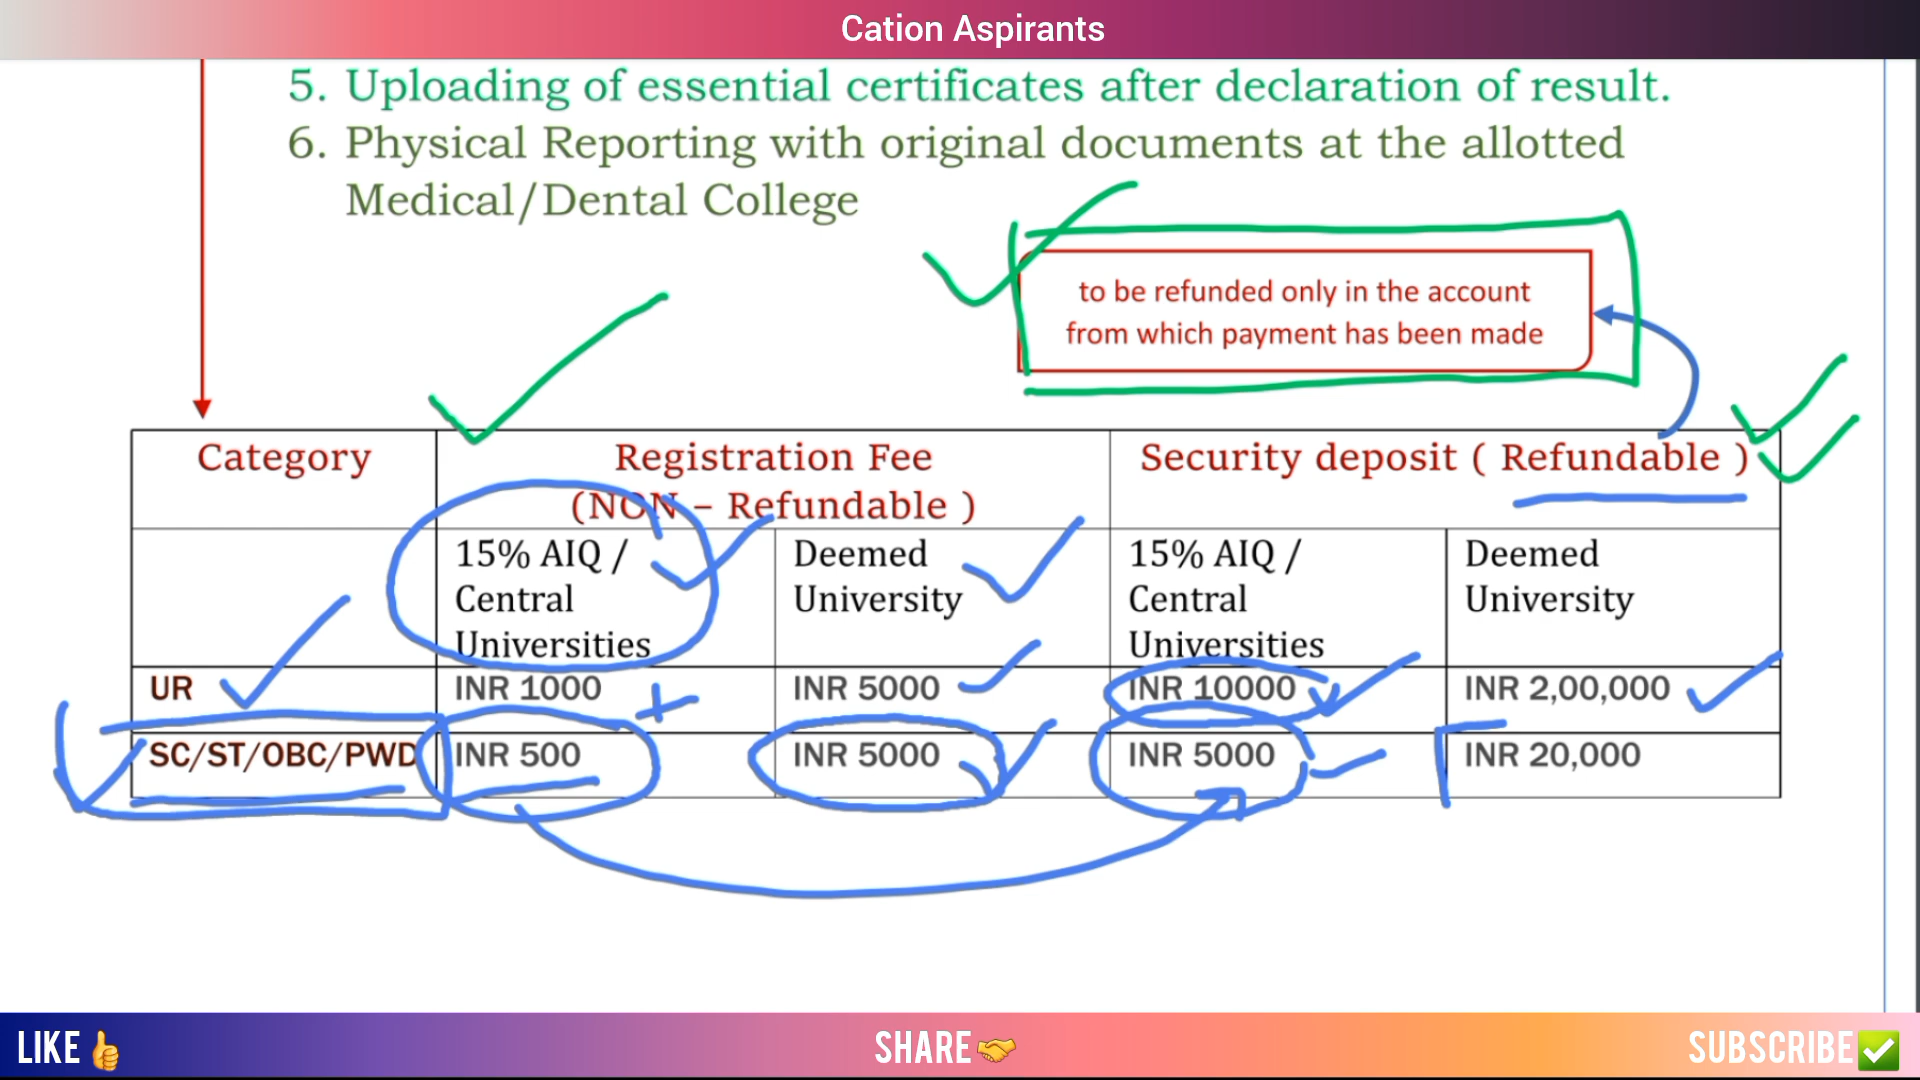 Cation Aspirants
5. Uploading of essential certificates after declaration of result.
6. Physical Reporting with original documents at the allotted
Medical/Dental College
to be refunded only in the account
from which payment has been made
Category
Registration Fee
(NON – Refundable )
Security deposit ( Refundable )
15% AIQ /
Central
Universities
Deemed
University
15% AIQ /
Central
Universities
Deemed
University
UR
INR 1000
INR 5000
INR 10000
INR 2,00,000
SC/ST/OBC/PWD
INR 500
INR 5000
INR 5000
INR 20,000
LIKE
SHARE
SUBSCRIBE